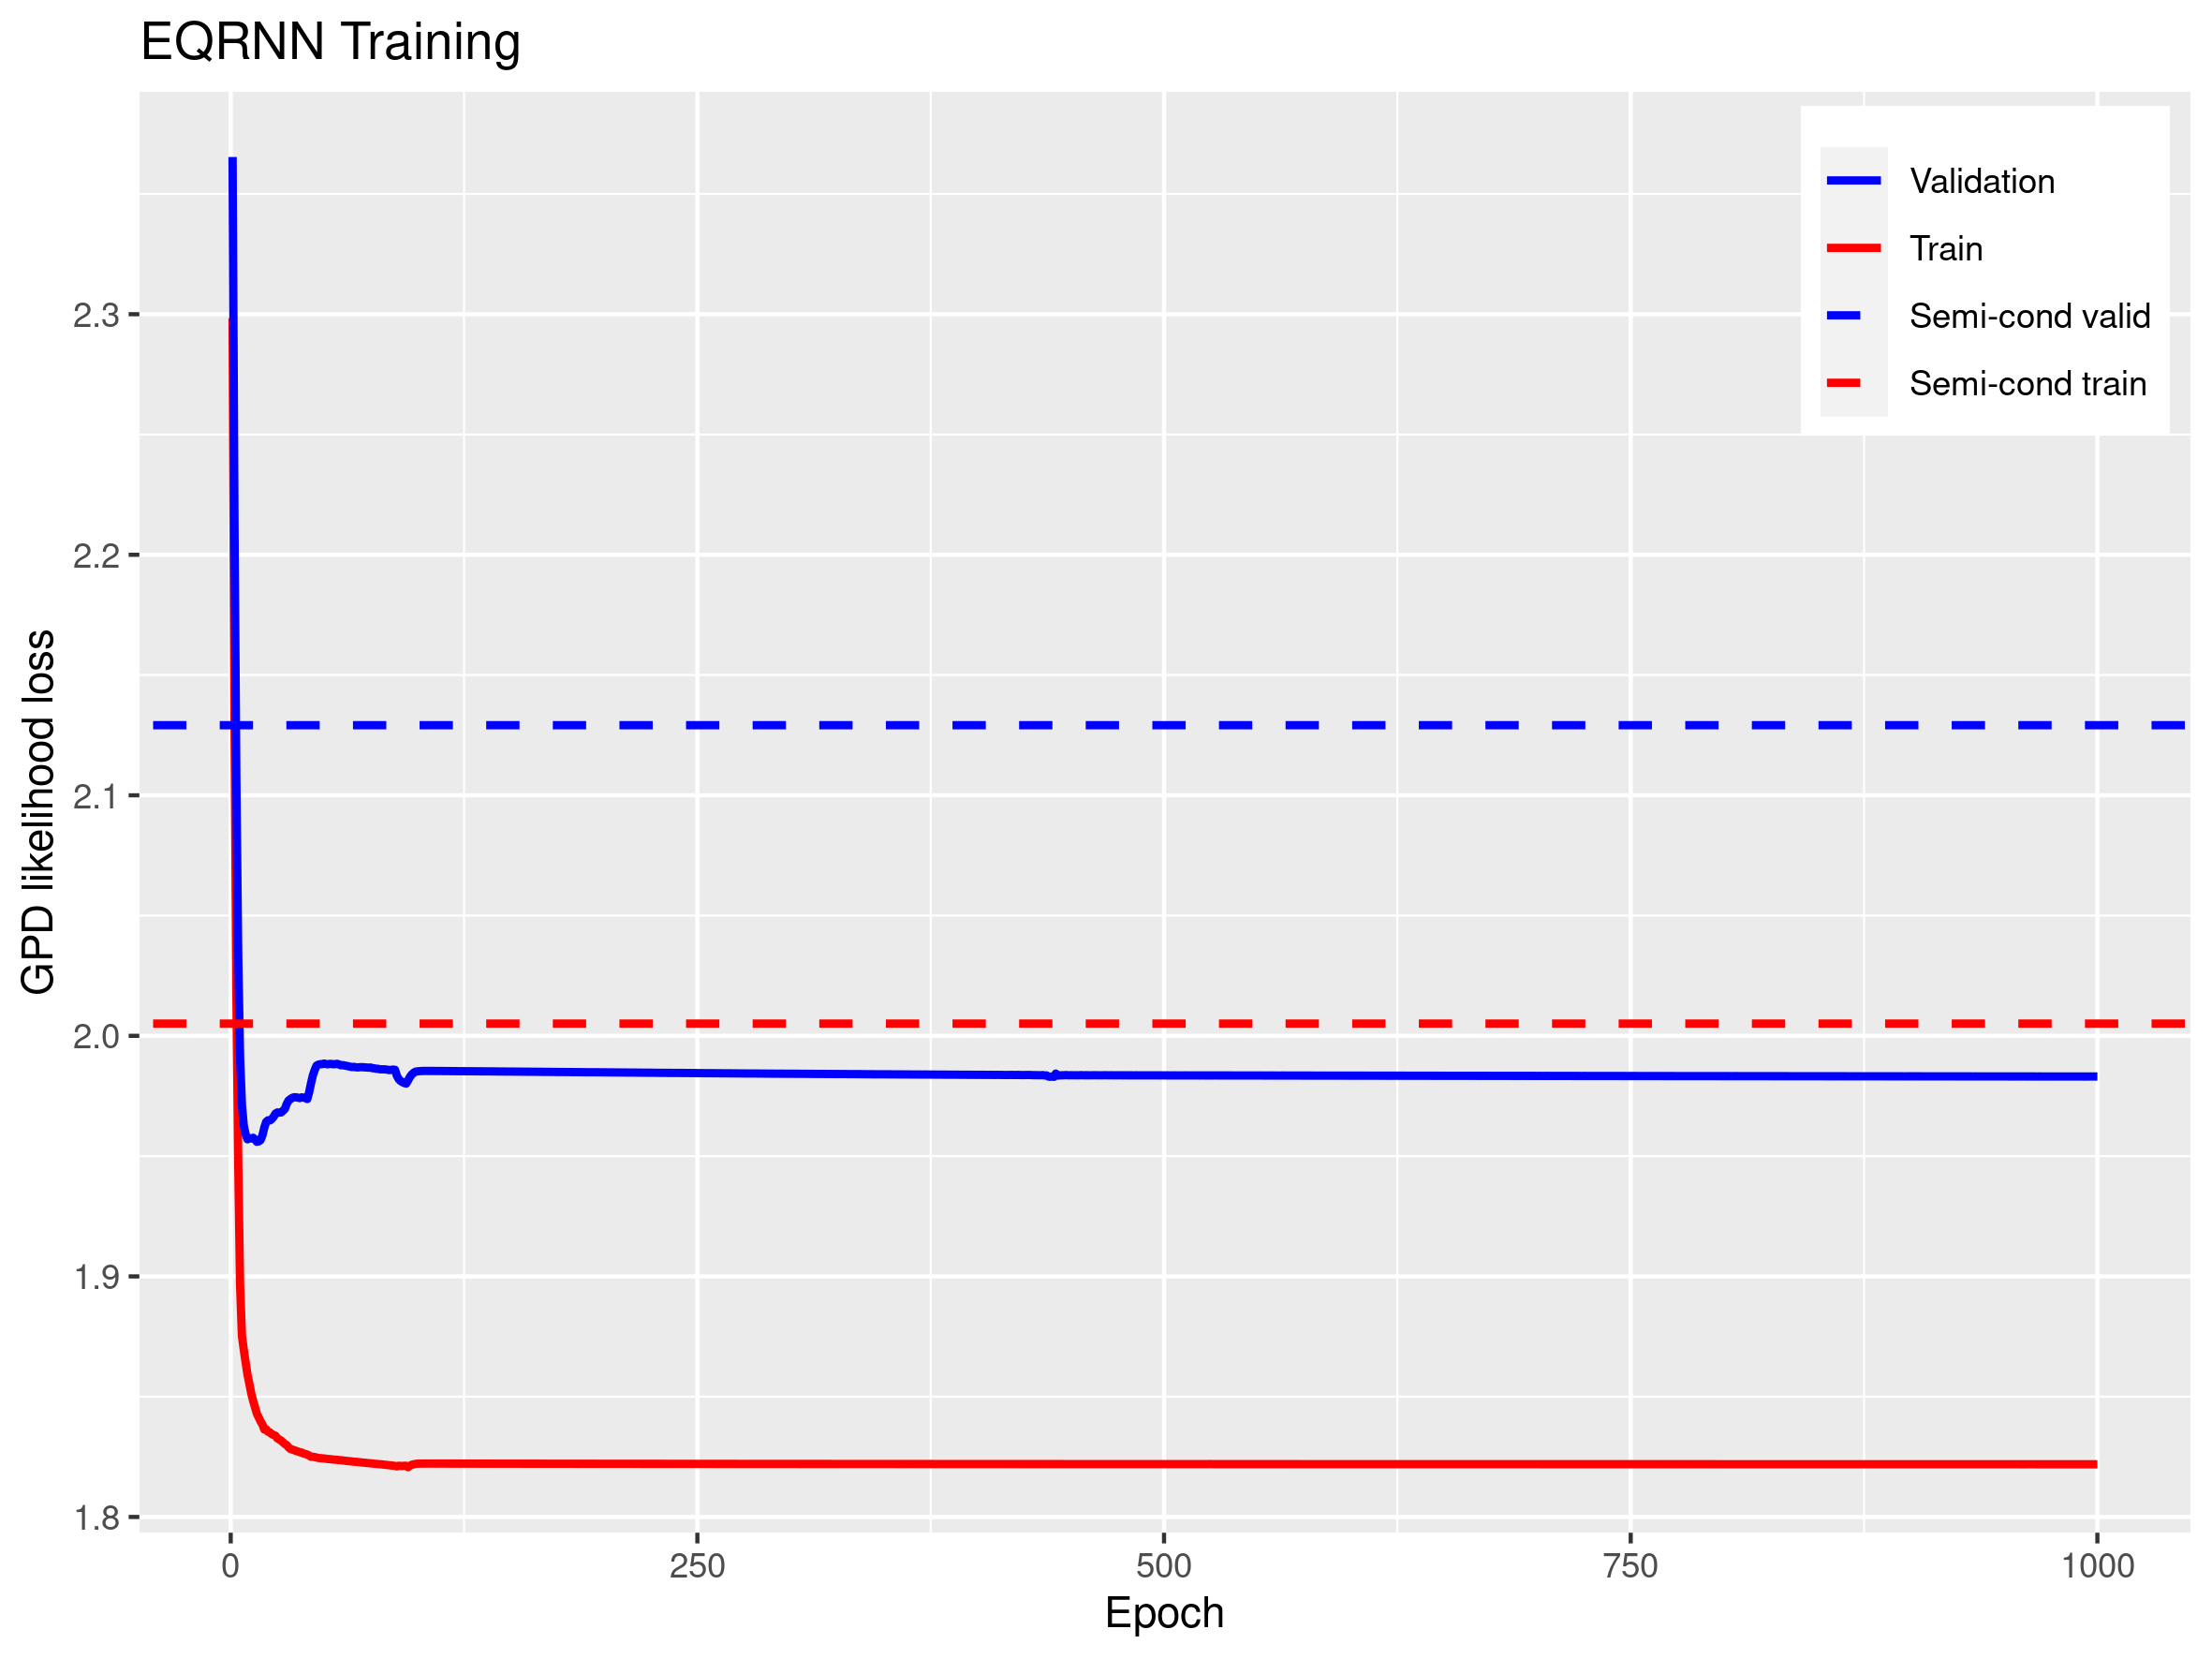 EQRNN Training
Validation
Train
Semi-cond valid
Semi-cond train
GPD likelihood loss
2.3
2.2
2.1
2.0
1.9
1.8
0 250 500 750 1000
Epoch